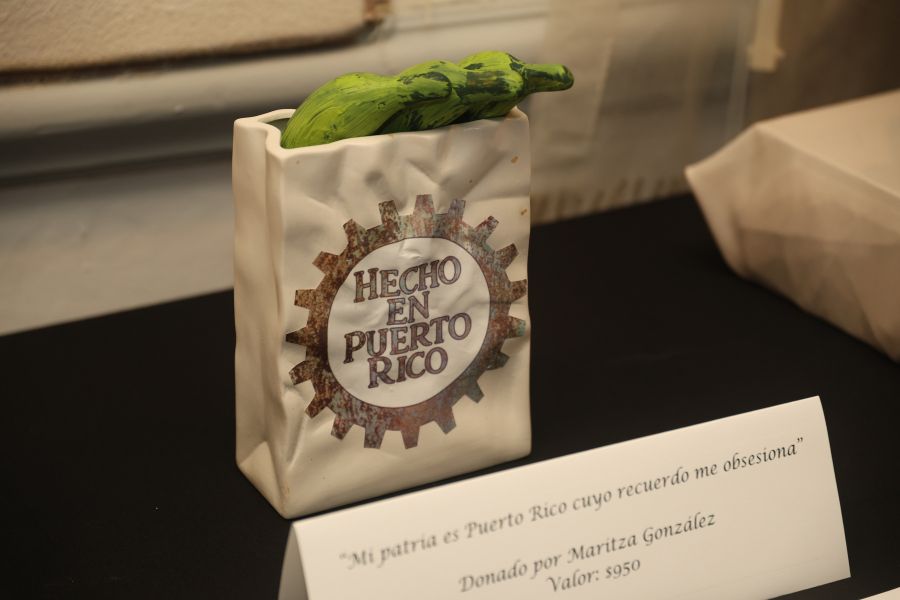 HECHO
EN
PUERTO
RICO
“Mi patria es Puerto Rico cuyo recuerdo me obsesiona”
Donado por Maritza González
Valor: $950